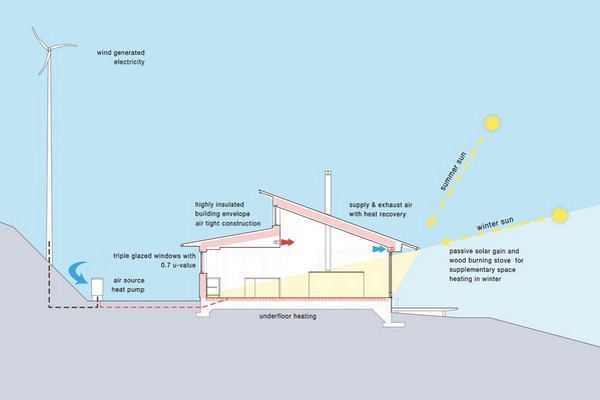 wind generated
electricity
summer sun
highly insulated
building envelope
air tight construction
supply & exhaust air
with heat recovery
winter sun
triple glazed windows with
0.7 u-value
passive solar gain and
wood burning stove for
supplementary space
heating in winter
air source
heat pump
underfloor heating